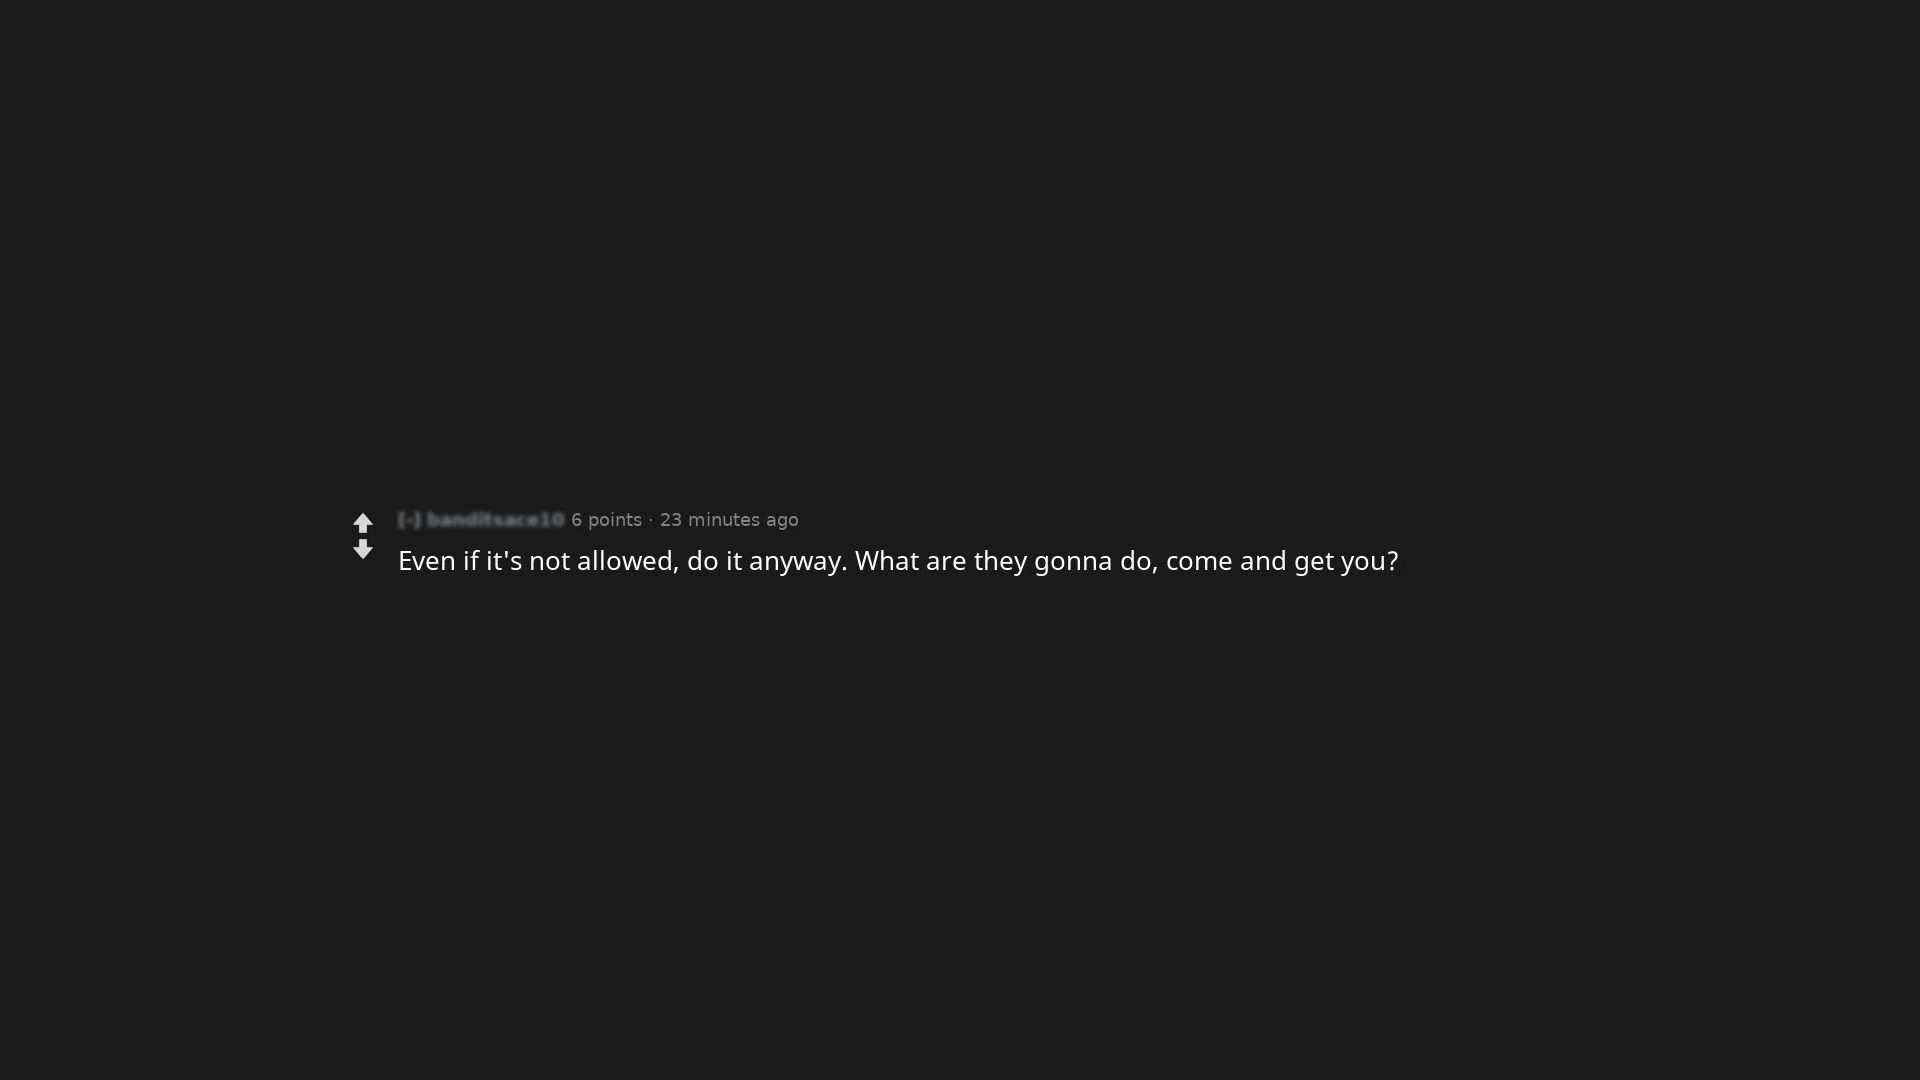 [-] banditsace10 6 points · 23 minutes ago
Even if it's not allowed, do it anyway. What are they gonna do, come and get you?